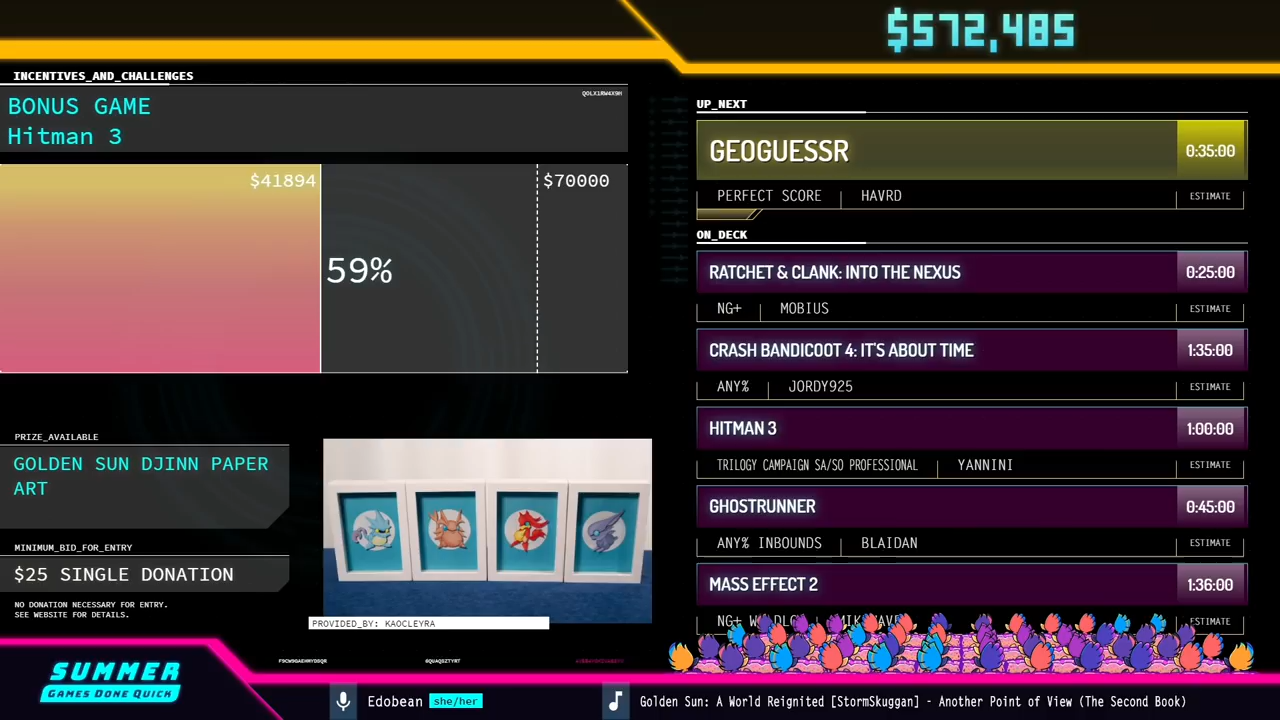 $572,485
INCENTIVES_AND_CHALLENGES
BONUS GAME
Hitman 3
$41894
$70000
59%
PRIZE_AVAILABLE
GOLDEN SUN DJINN PAPER
ART
MINIMUM_BID_FOR_ENTRY
$25 SINGLE DONATION
NO DONATION NECESSARY FOR ENTRY.
SEE WEBSITE FOR DETAILS.
PROVIDED_BY: KAOCLEYRA
UP_NEXT
GEOGUESSR
0:35:00
PERFECT SCORE
HAVRD
ESTIMATE
ON_DECK
RATCHET & CLANK: INTO THE NEXUS
0:25:00
NG+
MOBIUS
ESTIMATE
CRASH BANDICOOT 4: IT'S ABOUT TIME
1:35:00
ANY%
JORDY925
ESTIMATE
HITMAN 3
1:00:00
TRILOGY CAMPAIGN SA/SO PROFESSIONAL
YANNINI
ESTIMATE
GHOSTRUNNER
0:45:00
ANY% INBOUNDS
BLAIDAN
ESTIMATE
MASS EFFECT 2
1:36:00
NG+
ESTIMATE
SUMMER
GAMES DONE QUICK
Edobean she/her
Golden Sun: A World Reignited [StormSkuggan] - Another Point of View (The Second Book)